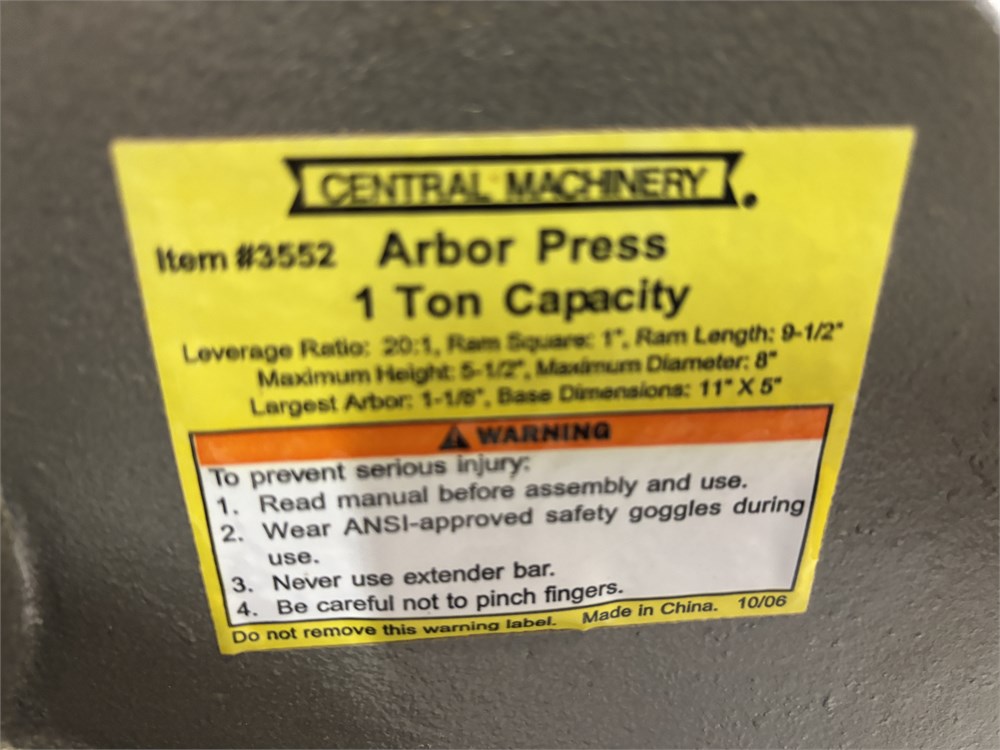 CENTRAL MACHINERY.
Item #3552 Arbor Press
1 Ton Capacity
Leverage Ratio: 20:1, Ram Square: 1", Ram Length: 9-1/2"
Maximum Height: 5-1/2", Maximum Diameter: 8"
Largest Arbor: 1-1/8", Base Dimensions: 11" X 5"
WARNING
To prevent serious injury:
1. Read manual before assembly and use.
2. Wear ANSI-approved safety goggles during
use.
3. Never use extender bar.
4. Be careful not to pinch fingers.
Do not remove this warning label. Made in China. 10/06